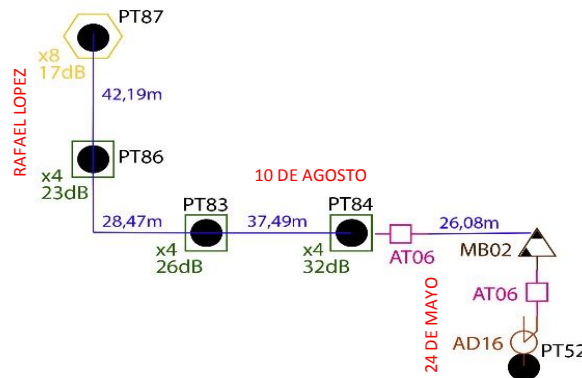 PT87
x8
17dB
42,19m
RAFAEL LOPEZ
PT86
x4
23dB
10 DE AGOSTO
PT83
PT84
28,47m
37,49m
26,08m
x4
26dB
x4
32dB
AT06
MB02
AT06
24 DE MAYO
AD16
PT52